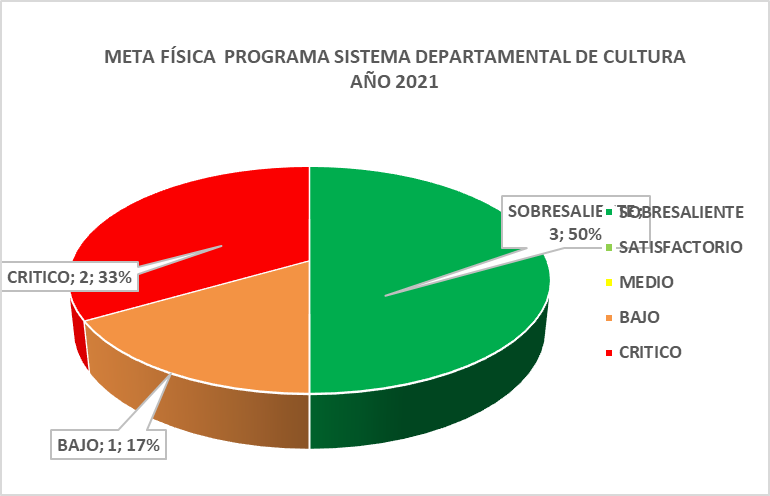 META FÍSICA PROGRAMA SISTEMA DEPARTAMENTAL DE CULTURA
AÑO 2021
SOBRESALIENTE;
3; 50%
CRITICO; 2; 33%
BAJO; 1; 17%
SOBRESALIENTE
SATISFACTORIO
MEDIO
BAJO
CRITICO